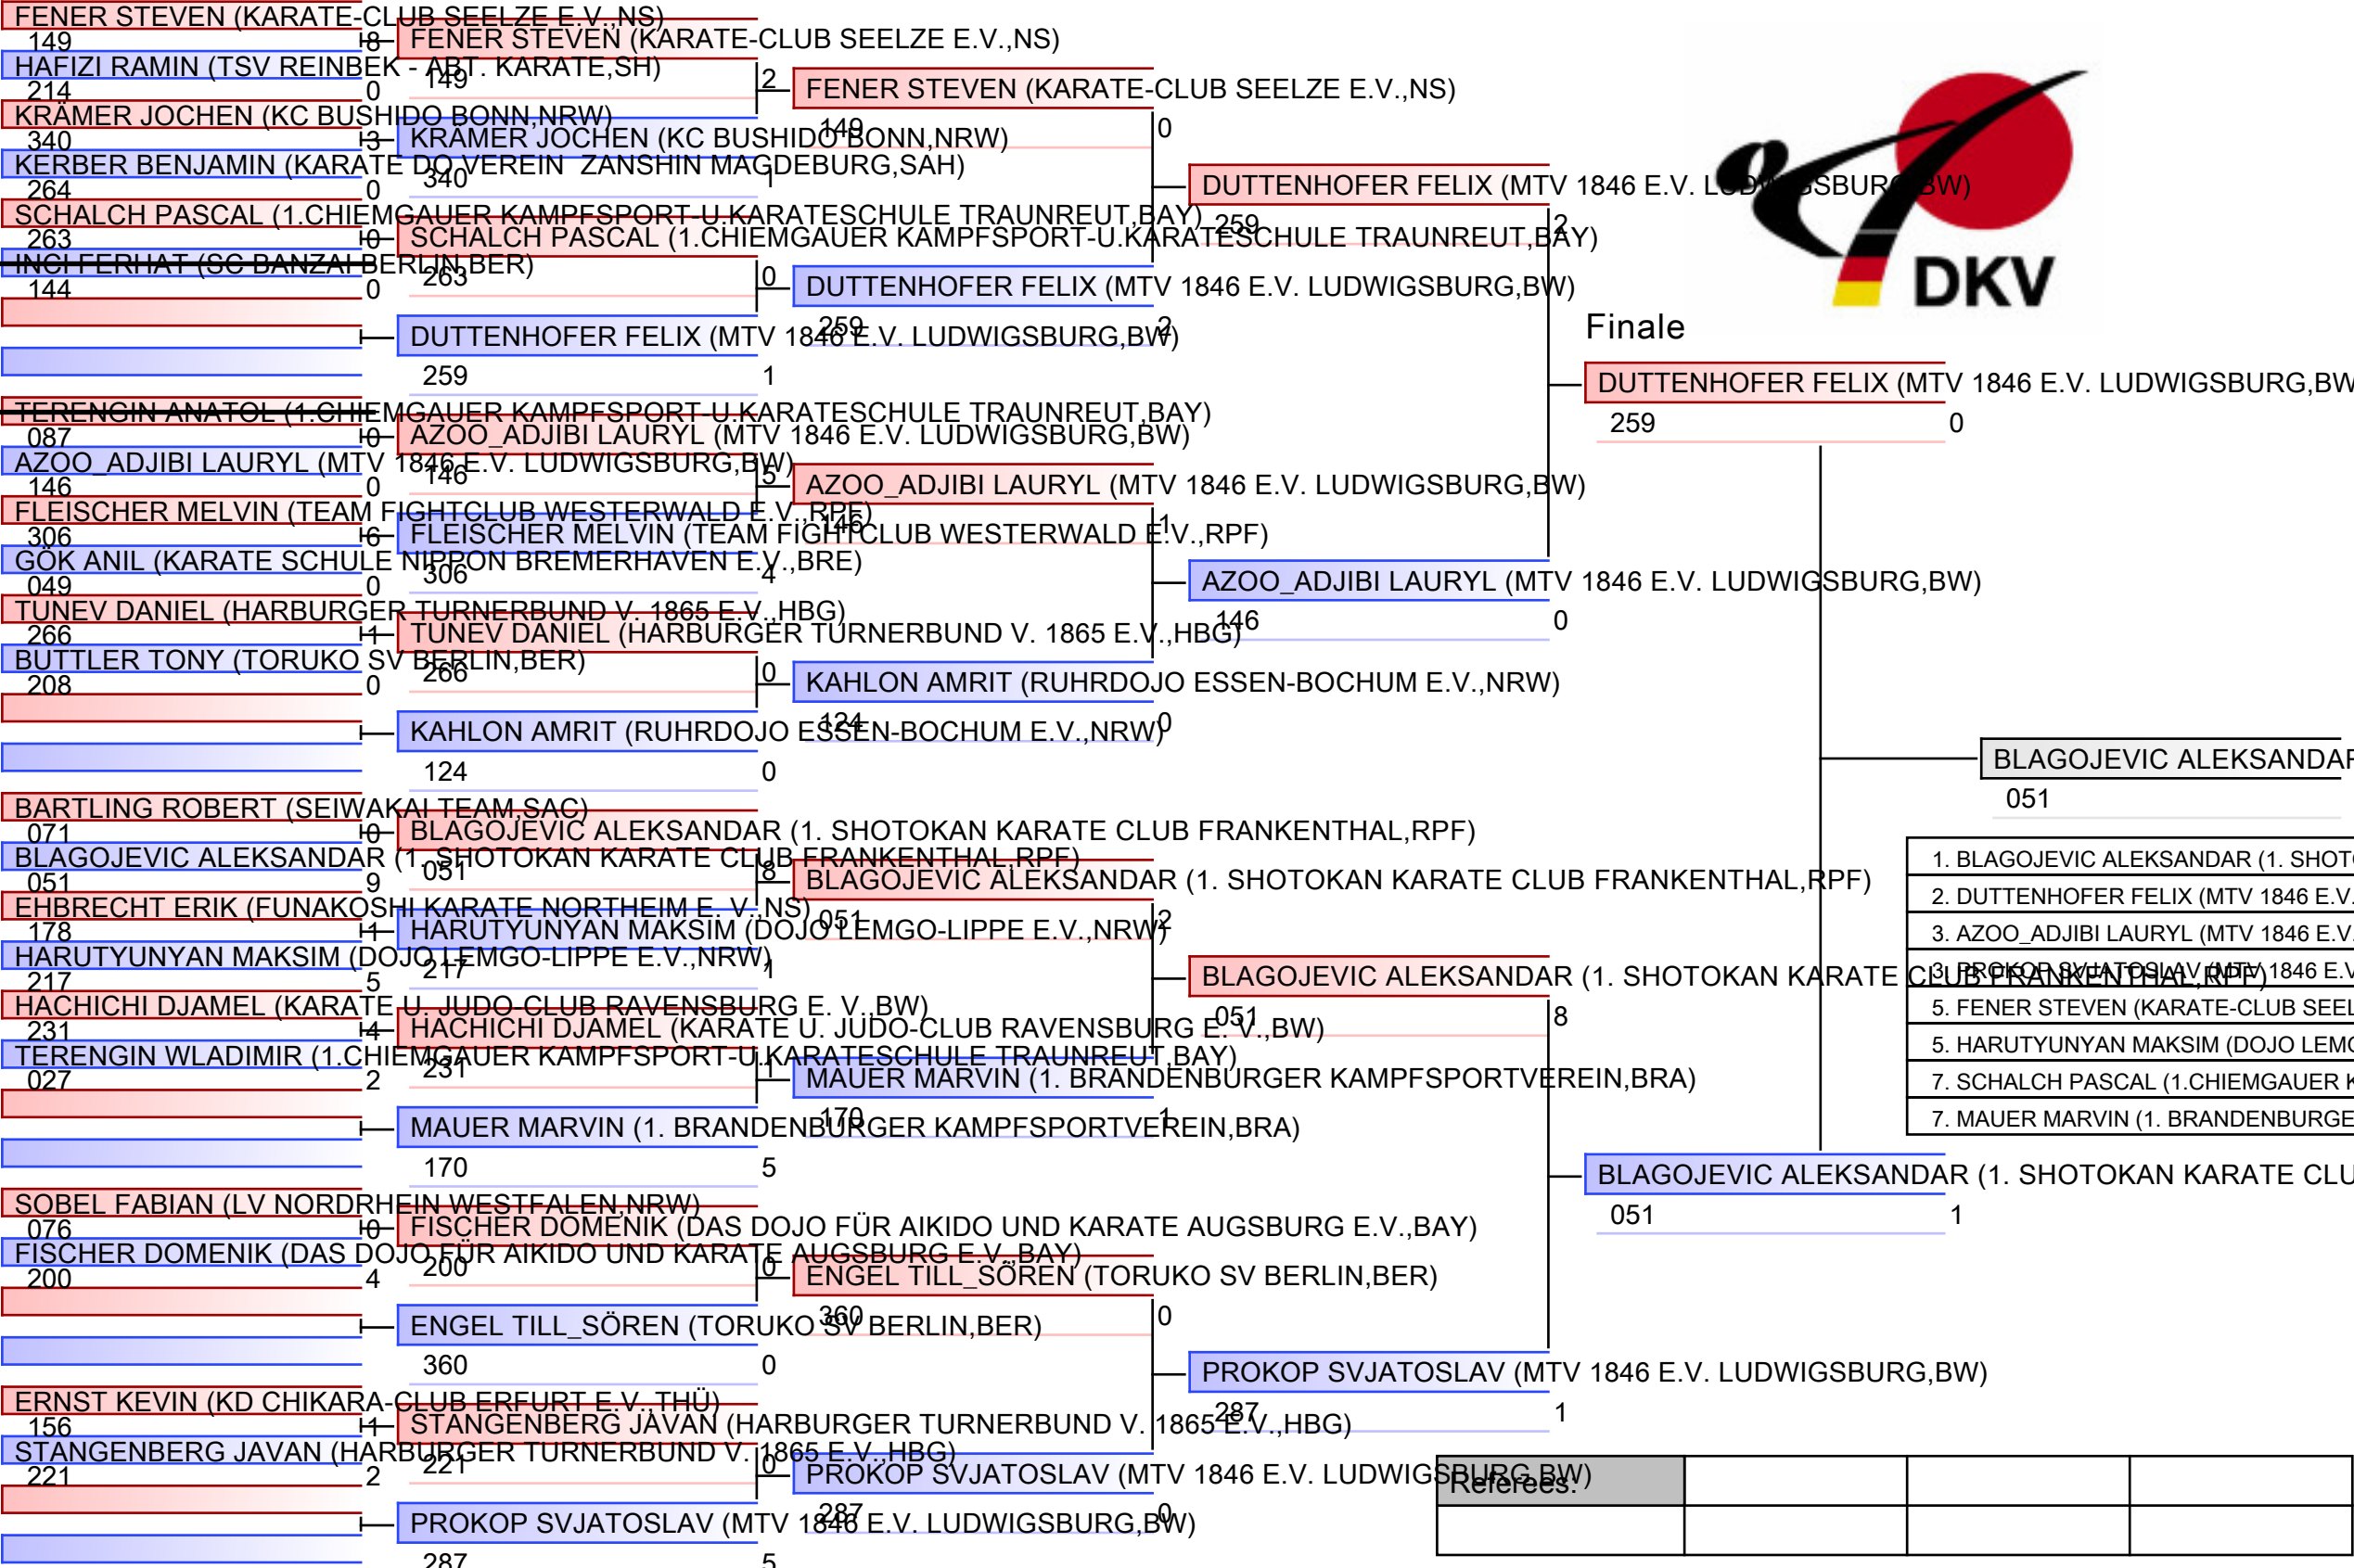 FENER STEVEN (KARATE-CLUB SEELZE E.V.,NS)
149 8
HAFIZI RAMIN (TSV REINBEK - ABT. KARATE,SH)
214 0
KRÄMER JOCHEN (KC BUSHIDO BONN,NRW)
340 3
KERBER BENJAMIN (KARATE DO VEREIN ZANSHIN MAGDEBURG,SAH)
264 0
SCHALCH PASCAL (1.CHIEMGAUER KAMPFSPORT-U.KARATESCHULE TRAUNREUT,BAY)
263 0
INCI FERHAT (SC BANZAI BERLIN,BER)
144 0
TERENGIN ANATOL (1.CHIEMGAUER KAMPFSPORT-U.KARATESCHULE TRAUNREUT,BAY)
087 0
AZOO_ADJIBI LAURYL (MTV 1846 E.V. LUDWIGSBURG,BW)
146 0
FLEISCHER MELVIN (TEAM FIGHTCLUB WESTERWALD E.V.,RPF)
306 6
GÖK ANIL (KARATE SCHULE NIPPON BREMERHAVEN E.V.,BRE)
049 0
TUNEV DANIEL (HARBURGER TURNERBUND V. 1865 E.V.,HBG)
266 1
BUTTLER TONY (TORUKO SV BERLIN,BER)
208 0
BARTLING ROBERT (SEIWAKAI TEAM,SAC)
071 0
BLAGOJEVIC ALEKSANDAR (1. SHOTOKAN KARATE CLUB FRANKENTHAL,RPF)
051 9
EHBRECHT ERIK (FUNAKOSHI KARATE NORTHEIM E. V.,NS)
178 1
HARUTYUNYAN MAKSIM (DOJO LEMGO-LIPPE E.V.,NRW)
217 5
HACHICHI DJAMEL (KARATE U. JUDO-CLUB RAVENSBURG E. V.,BW)
231 4
TERENGIN WLADIMIR (1.CHIEMGAUER KAMPFSPORT-U.KARATESCHULE TRAUNREUT,BAY)
027 2
SOBEL FABIAN (LV NORDRHEIN WESTFALEN,NRW)
076 0
FISCHER DOMENIK (DAS DOJO FÜR AIKIDO UND KARATE AUGSBURG E.V.,BAY)
200 4
ERNST KEVIN (KD CHIKARA-CLUB ERFURT E.V.,THÜ)
156 1
STANGENBERG JAVAN (HARBURGER TURNERBUND V. 1865 E.V.,HBG)
221 2
FENER STEVEN (KARATE-CLUB SEELZE E.V.,NS)
149 2
KRÄMER JOCHEN (KC BUSHIDO BONN,NRW)
340 1
SCHALCH PASCAL (1.CHIEMGAUER KAMPFSPORT-U.KARATESCHULE TRAUNREUT,BAY)
263 0
DUTTENHOFER FELIX (MTV 1846 E.V. LUDWIGSBURG,BW)
259 1
AZOO_ADJIBI LAURYL (MTV 1846 E.V. LUDWIGSBURG,BW)
146 5
FLEISCHER MELVIN (TEAM FIGHTCLUB WESTERWALD E.V.,RPF)
306 4
TUNEV DANIEL (HARBURGER TURNERBUND V. 1865 E.V.,HBG)
266 0
KAHLON AMRIT (RUHRDOJO ESSEN-BOCHUM E.V.,NRW)
124 0
BLAGOJEVIC ALEKSANDAR (1. SHOTOKAN KARATE CLUB FRANKENTHAL,RPF)
051 8
HARUTYUNYAN MAKSIM (DOJO LEMGO-LIPPE E.V.,NRW)
217 1
HACHICHI DJAMEL (KARATE U. JUDO-CLUB RAVENSBURG E. V.,BW)
231 1
MAUER MARVIN (1. BRANDENBURGER KAMPFSPORTVEREIN,BRA)
170 5
FISCHER DOMENIK (DAS DOJO FÜR AIKIDO UND KARATE AUGSBURG E.V.,BAY)
200 0
ENGEL TILL_SÖREN (TORUKO SV BERLIN,BER)
360 0
STANGENBERG JAVAN (HARBURGER TURNERBUND V. 1865 E.V.,HBG)
221 0
PROKOP SVJATOSLAV (MTV 1846 E.V. LUDWIGSBURG,BW)
287 5
FENER STEVEN (KARATE-CLUB SEELZE E.V.,NS)
149 0
DUTTENHOFER FELIX (MTV 1846 E.V. LUDWIGSBURG,BW)
259 2
AZOO_ADJIBI LAURYL (MTV 1846 E.V. LUDWIGSBURG,BW)
146 1
KAHLON AMRIT (RUHRDOJO ESSEN-BOCHUM E.V.,NRW)
124 0
BLAGOJEVIC ALEKSANDAR (1. SHOTOKAN KARATE CLUB FRANKENTHAL,RPF)
051 2
MAUER MARVIN (1. BRANDENBURGER KAMPFSPORTVEREIN,BRA)
170 1
ENGEL TILL_SÖREN (TORUKO SV BERLIN,BER)
360 0
PROKOP SVJATOSLAV (MTV 1846 E.V. LUDWIGSBURG,BW)
287 0
DUTTENHOFER FELIX (MTV 1846 E.V. LUDWIGSBURG,BW)
259 2
AZOO_ADJIBI LAURYL (MTV 1846 E.V. LUDWIGSBURG,BW)
146 0
BLAGOJEVIC ALEKSANDAR (1. SHOTOKAN KARATE CLUB FRANKENTHAL,RPF)
051 8
PROKOP SVJATOSLAV (MTV 1846 E.V. LUDWIGSBURG,BW)
287 1
DKV
Finale
DUTTENHOFER FELIX (MTV 1846 E.V. LUDWIGSBURG,BW
259 0
BLAGOJEVIC ALEKSANDAR (1. SHOTOKAN KARATE CLU
051 1
BLAGOJEVIC ALEKSANDAR
051
1. BLAGOJEVIC ALEKSANDAR (1. SHOTO
2. DUTTENHOFER FELIX (MTV 1846 E.V.
3. AZOO_ADJIBI LAURYL (MTV 1846 E.V.
3. PROKOP SVJATOSLAV (MTV 1846 E.V
5. FENER STEVEN (KARATE-CLUB SEEL
5. HARUTYUNYAN MAKSIM (DOJO LEMG
7. SCHALCH PASCAL (1.CHIEMGAUER K
7. MAUER MARVIN (1. BRANDENBURGE
Referees: